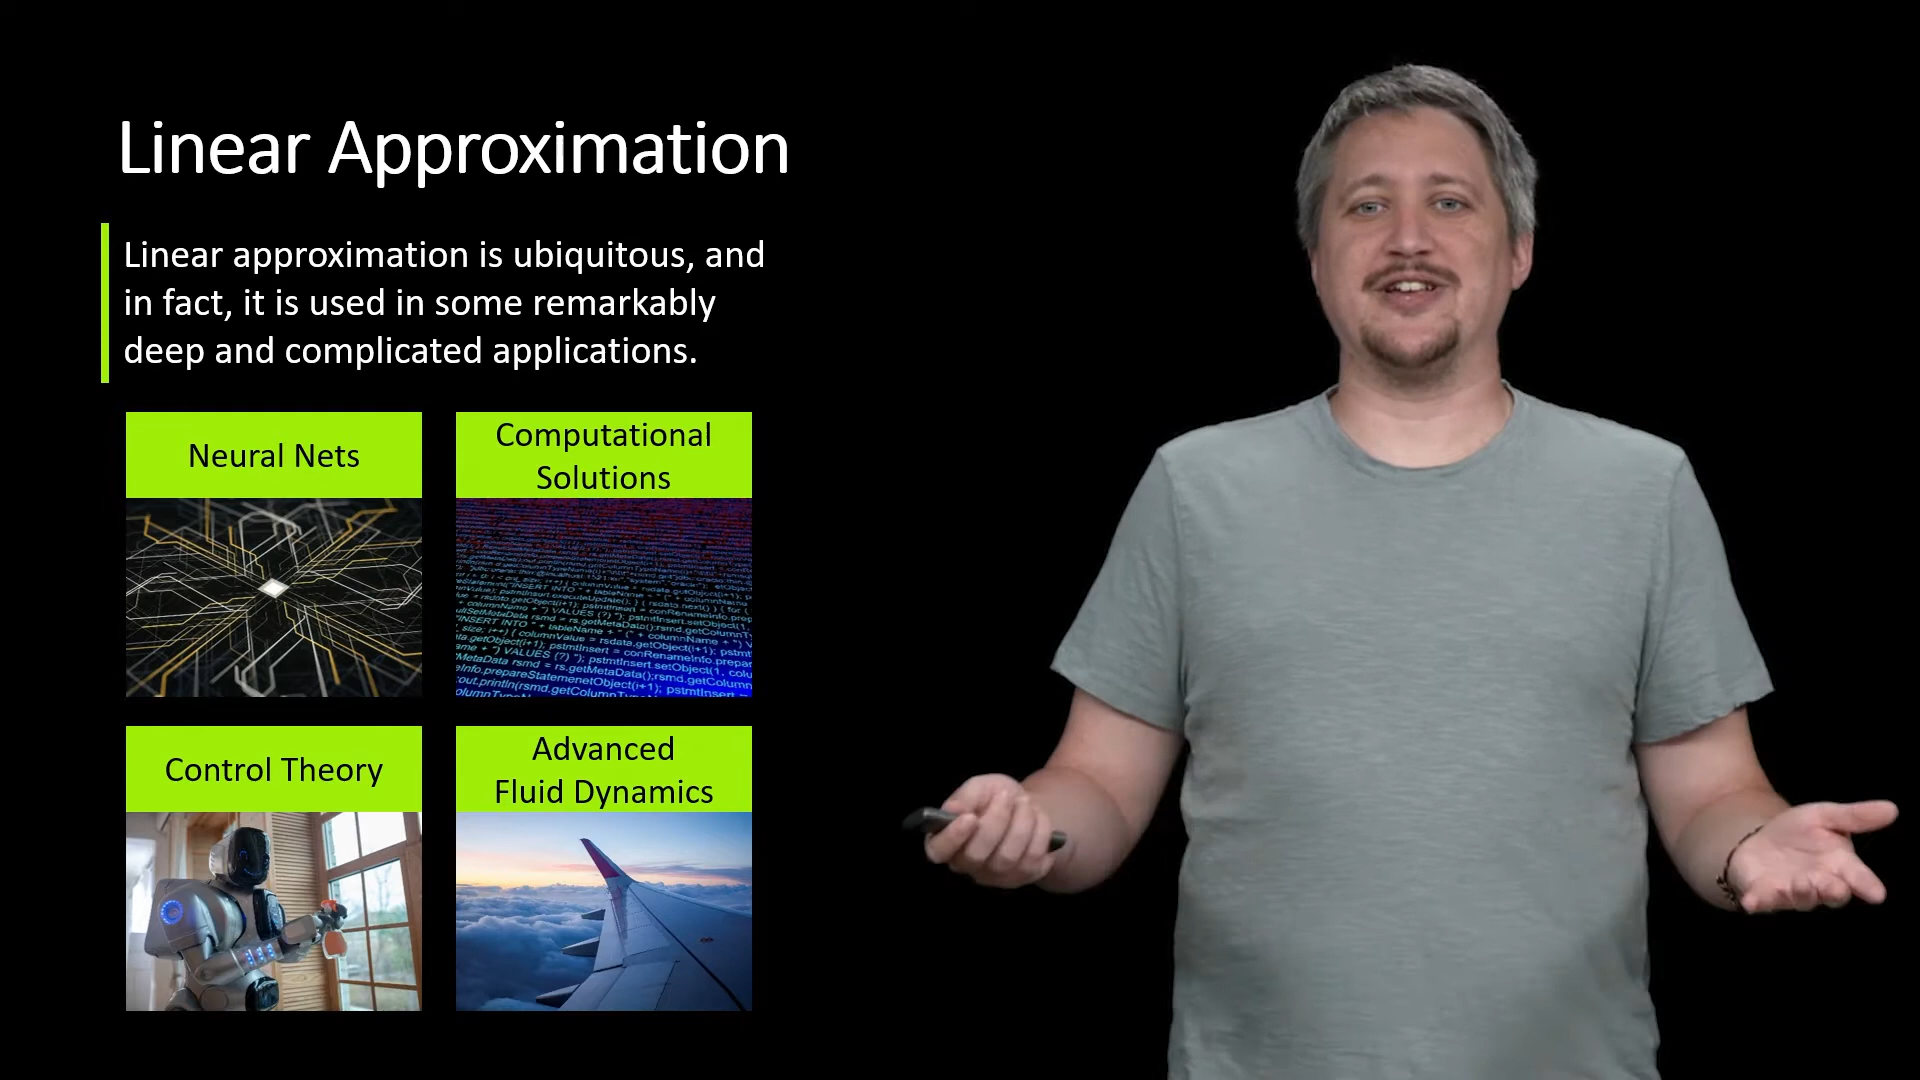 Linear Approximation
Linear approximation is ubiquitous, and
in fact, it is used in some remarkably
deep and complicated applications.
Neural Nets
Computational
Solutions
Control Theory
Advanced
Fluid Dynamics